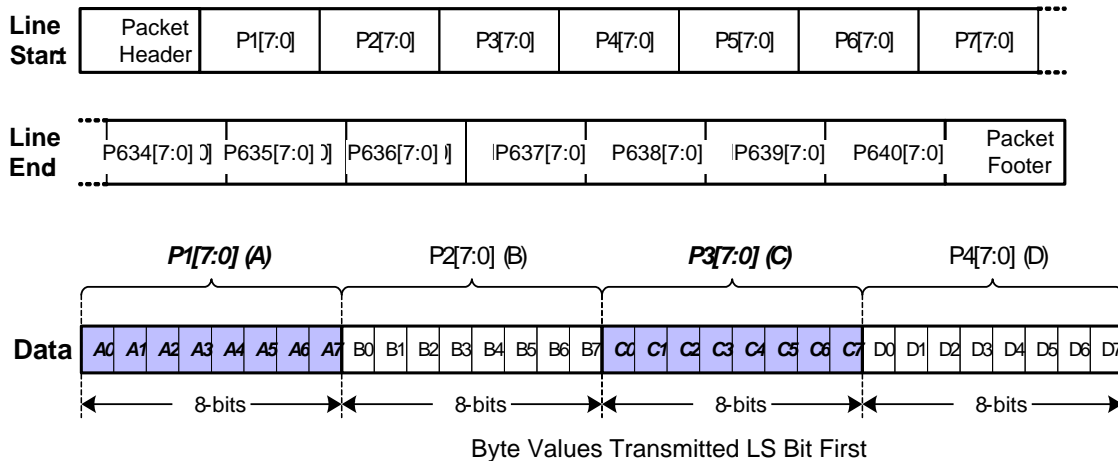 Line Start
Packet Header
P1[7:0]
P2[7:0]
P3[7:0]
P4[7:0]
P5[7:0]
P6[7:0]
P7[7:0]
Line End
P634[7:0]
P635[7:0]
P636[7:0]
P637[7:0]
P638[7:0]
P639[7:0]
P640[7:0]
Packet Footer
P1[7:0] (A)
P2[7:0] (B)
P3[7:0] (C)
P4[7:0] (D)
Data
A0 A1 A2 A3 A4 A5 A6 A7 B0 B1 B2 B3 B4 B5 B6 B7 C0 C1 C2 C3 C4 C5 C6 C7 D0 D1 D2 D3 D4 D5 D6 D7
8-bits
8-bits
8-bits
8-bits
Byte Values Transmitted LS Bit First